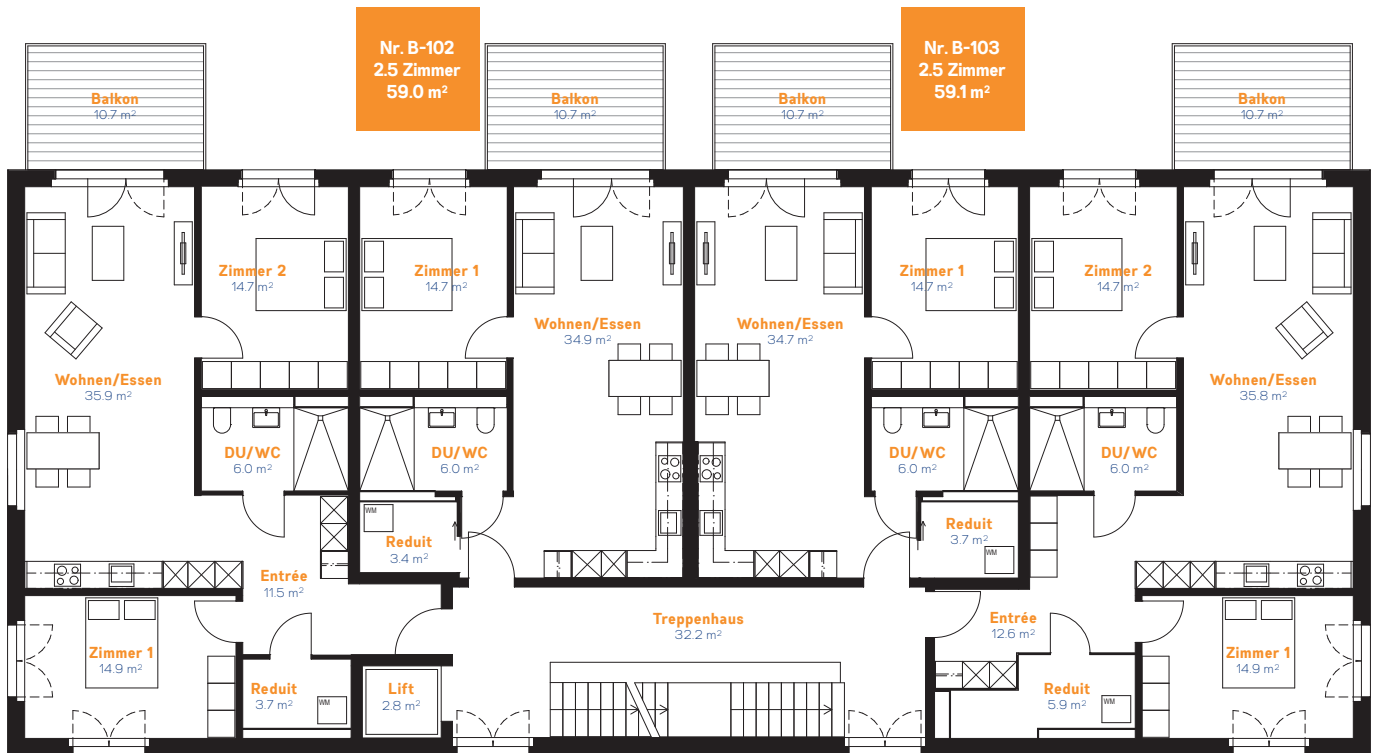 Nr. B-102
2.5 Zimmer
59.0 m²
Nr. B-103
2.5 Zimmer
59.1 m²
Balkon
10.7 m²
Balkon
10.7 m²
Balkon
10.7 m²
Balkon
10.7 m²
Zimmer 2
14.7 m²
Zimmer 1
14.7 m²
Zimmer 1
14.7 m²
Zimmer 2
14.7 m²
Wohnen/Essen
34.9 m²
Wohnen/Essen
34.7 m²
Wohnen/Essen
35.9 m²
Wohnen/Essen
35.8 m²
DU/WC
6.0 m²
DU/WC
6.0 m²
DU/WC
6.0 m²
DU/WC
6.0 m²
WM
Reduit
3.4 m²
Reduit
3.7 m²
WM
Entrée
11.5 m²
Treppenhaus
32.2 m²
Entrée
12.6 m²
Zimmer 1
14.9 m²
Zimmer 1
14.9 m²
Reduit
3.7 m²
WM
Lift
2.8 m²
Reduit
5.9 m²
WM